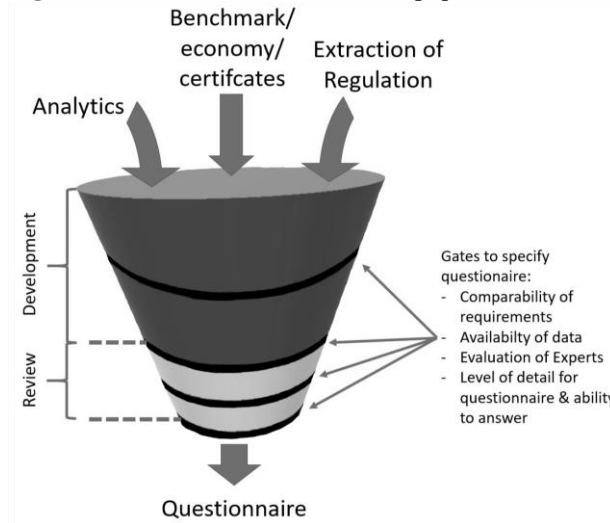 Benchmark/
economy/
certifcates
Extraction of
Regulation
Analytics
Development
Review
Gates to specify
questionaire:
- Comparability of
requirements
- Availabilty of data
- Evaluation of Experts
- Level of detail for
questionnaire & ability
to answer
Questionnaire